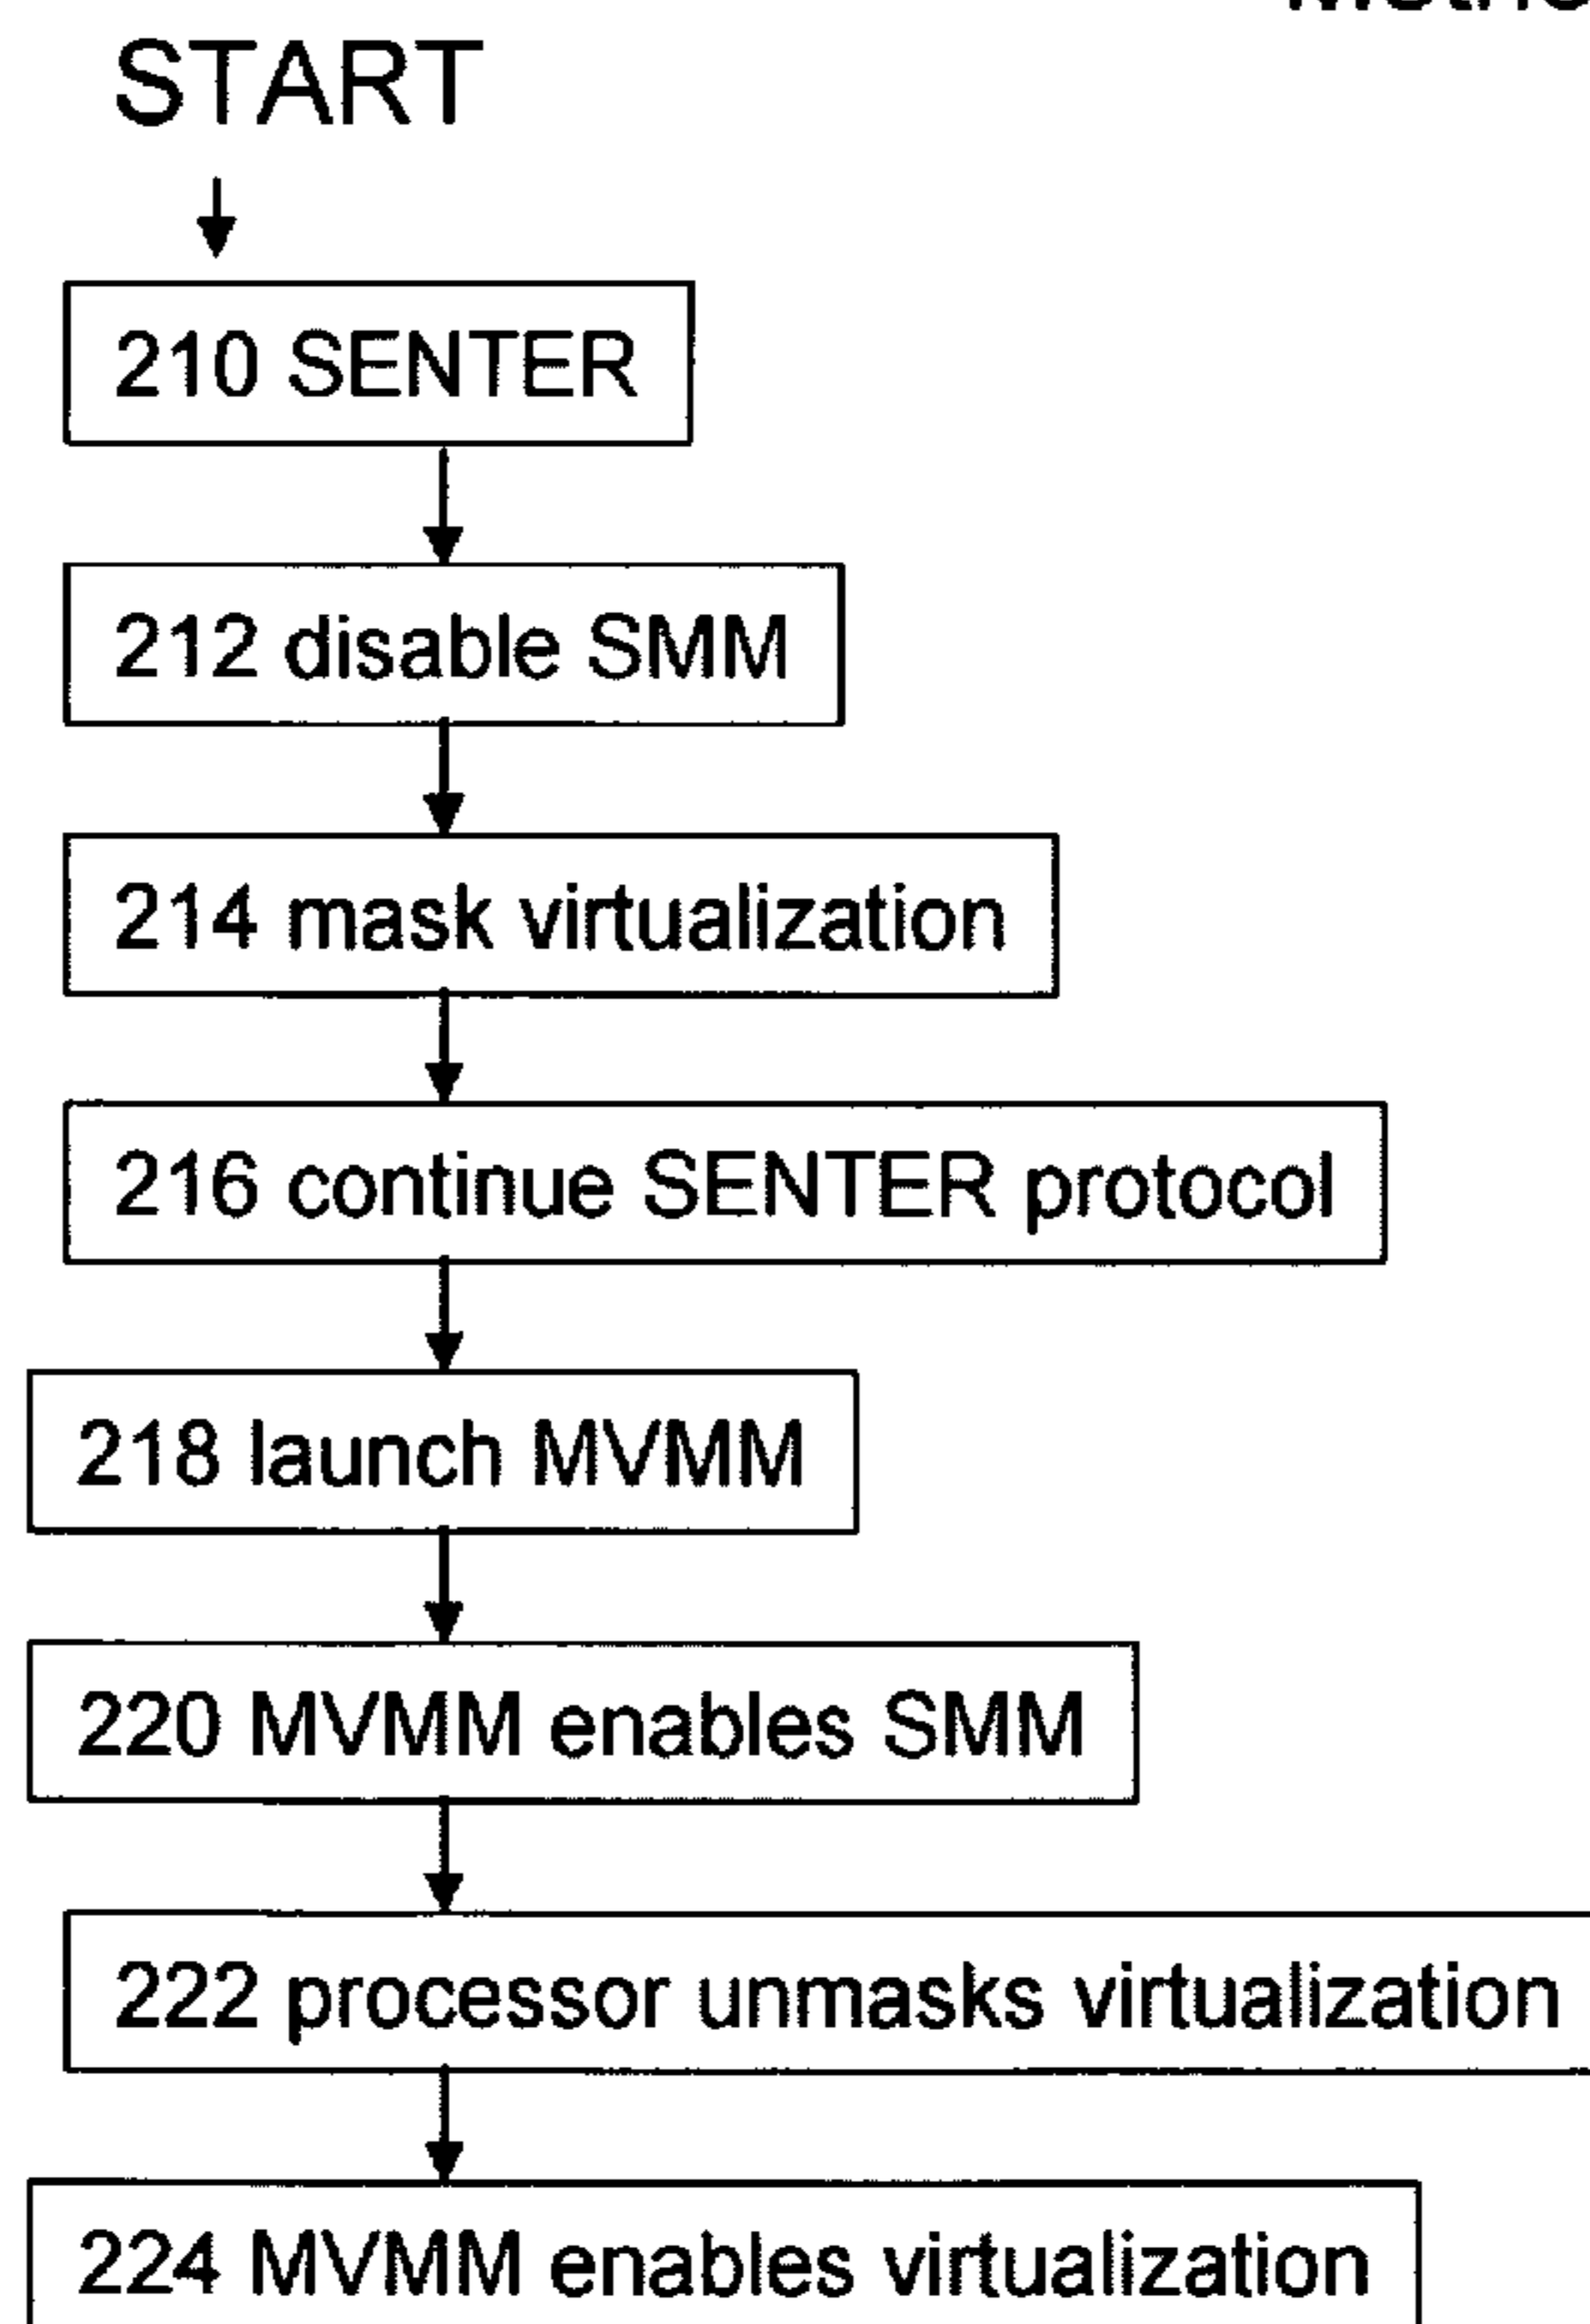 START
210 SENTER
212 disable SMM
214 mask virtualization
216 continue SENTER protocol
218 launch MVMM
220 MVMM enables SMM
222 processor unmasks virtualization
224 MVMM enables virtualization